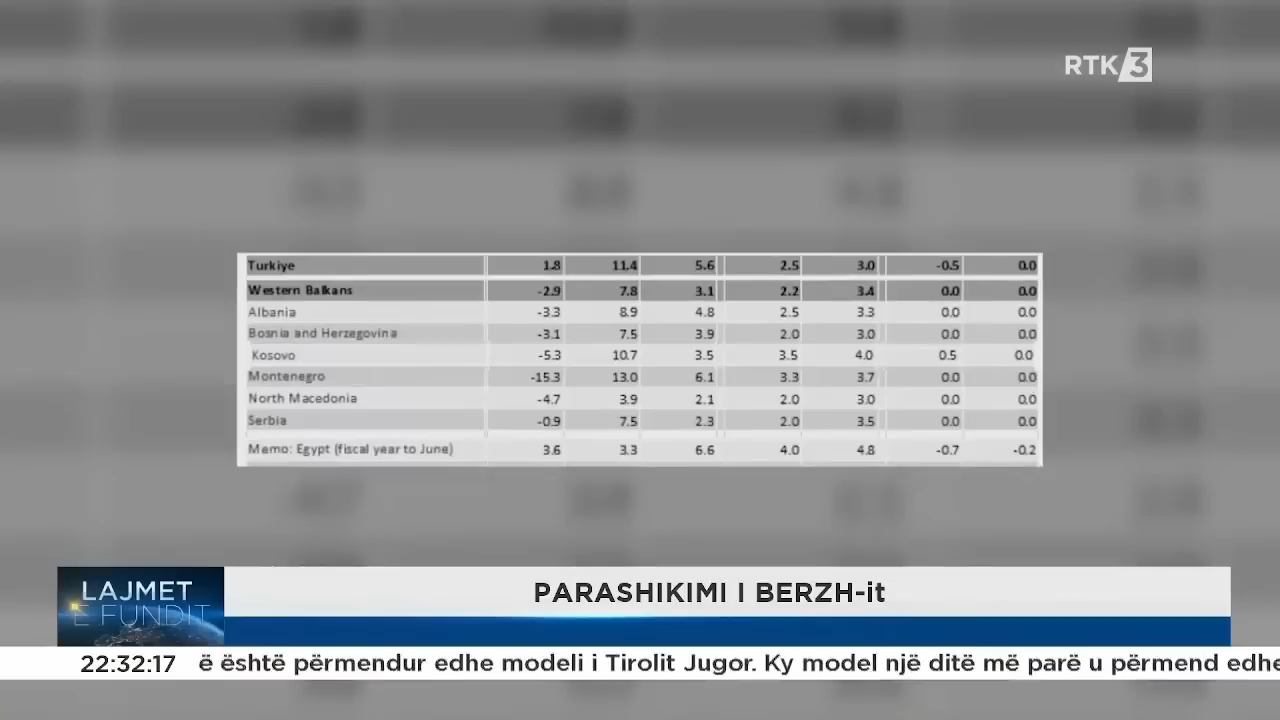 RTK 3
Turkiye 1.8 11.4 5.6 2.5 3.0 -0.5 0.0
Western Balkans -2.9 7.8 3.1 2.2 3.4 0.0 0.0
Albania -3.3 8.9 4.8 2.5 3.3 0.0 0.0
Bosnia and Herzegovina -3.1 7.5 3.9 2.0 3.0 0.0 0.0
Kosovo -5.3 10.7 3.5 3.5 4.0 0.5 0.0
Montenegro -15.3 13.0 6.1 3.3 3.7 0.0 0.0
North Macedonia -4.7 3.9 2.1 2.0 3.0 0.0 0.0
Serbia -0.9 7.5 2.3 2.0 3.5 0.0 0.0
Memo: Egypt (fiscal year to June) 3.6 3.3 6.6 4.0 4.8 -0.7 -0.2
LAJMET
E FUNDIT
PARASHIKIMI I BERZH-it
22:32:17 ë është përmendur edhe modeli i Tirolit Jugor. Ky model një ditë më parë u përmend edhe